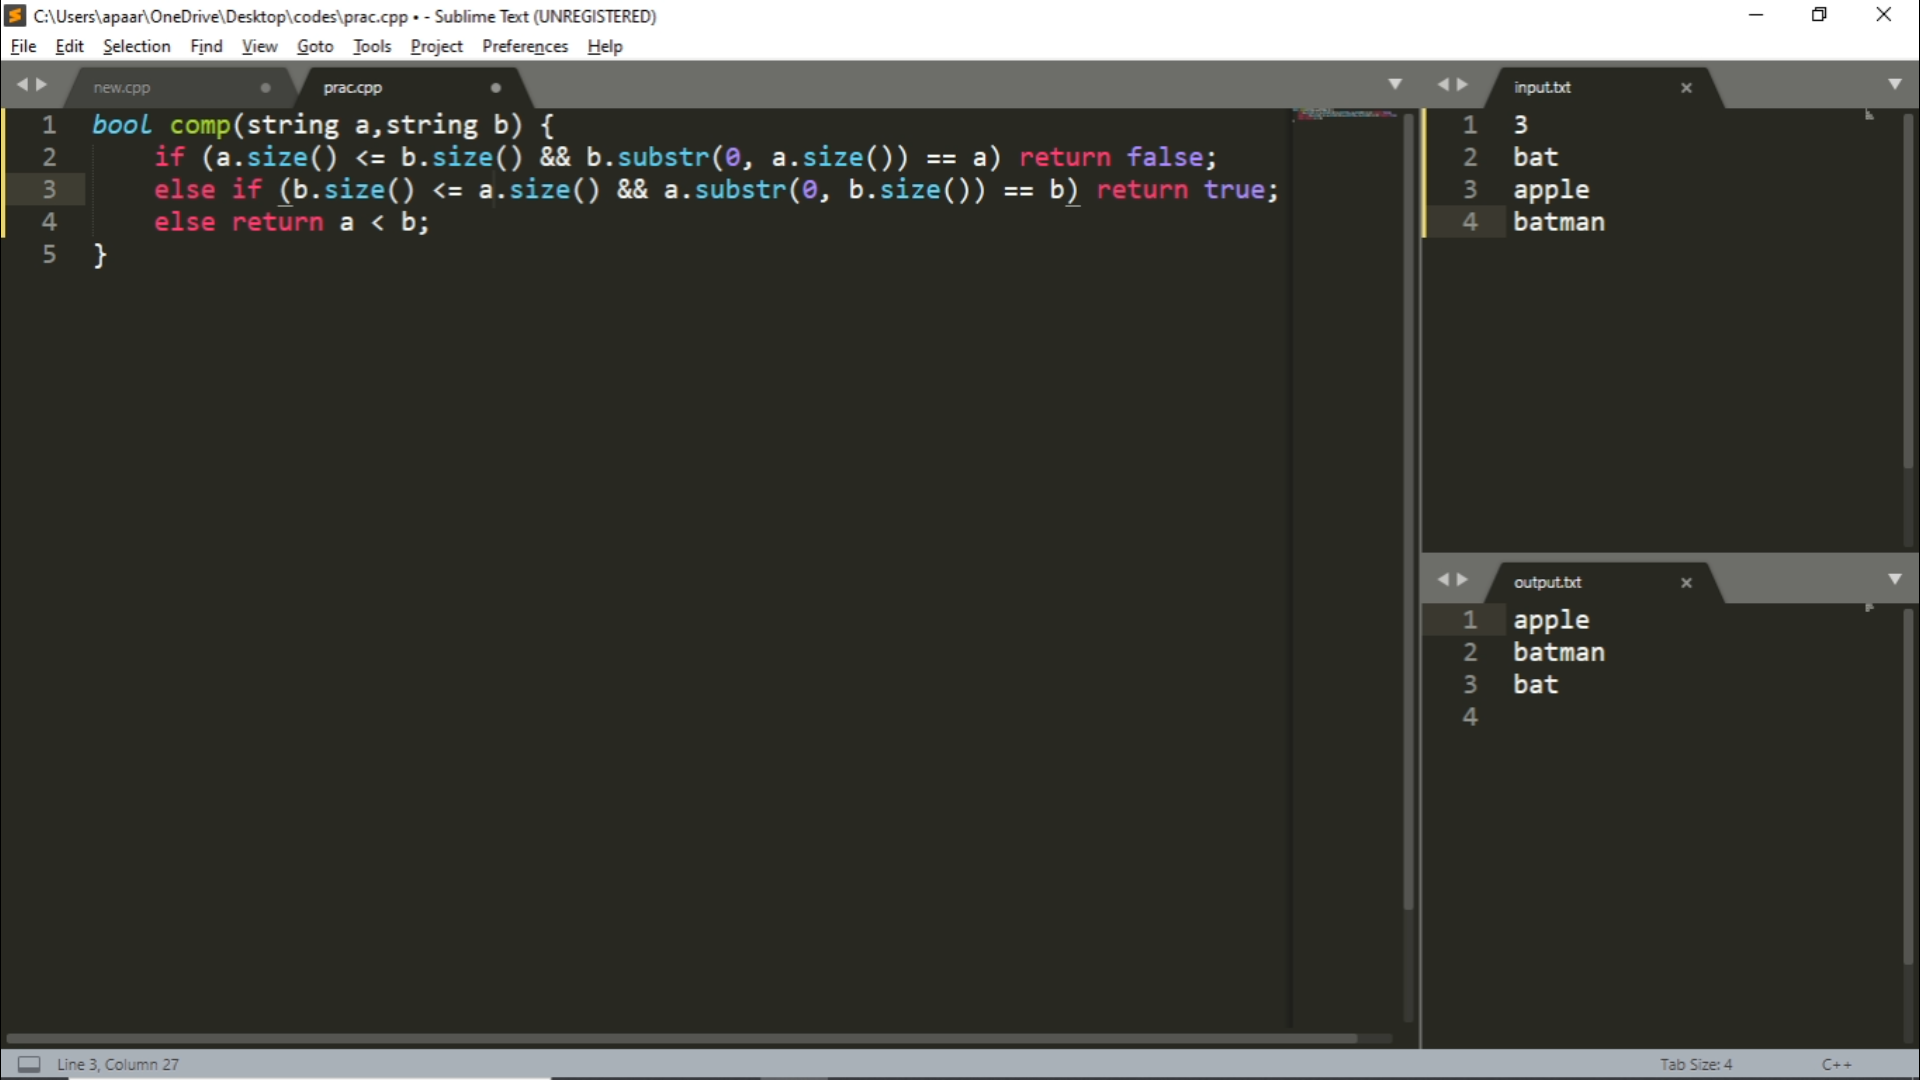 C:\Users\apaar\OneDrive\Desktop\codes\prac.cpp • - Sublime Text (UNREGISTERED)
File Edit Selection Find View Goto Tools Project Preferences Help
new.cpp prac.cpp
1 bool comp(string a,string b) {
2 if (a.size() <= b.size() && b.substr(0, a.size()) == a) return false;
3 else if (b.size() <= a.size() && a.substr(0, b.size()) == b) return true;
4 else return a < b;
5 }
input.txt
1 3
2 bat
3 apple
4 batman
output.txt
1 apple
2 batman
3 bat
4
Line 3, Column 27 Tab Size: 4 C++